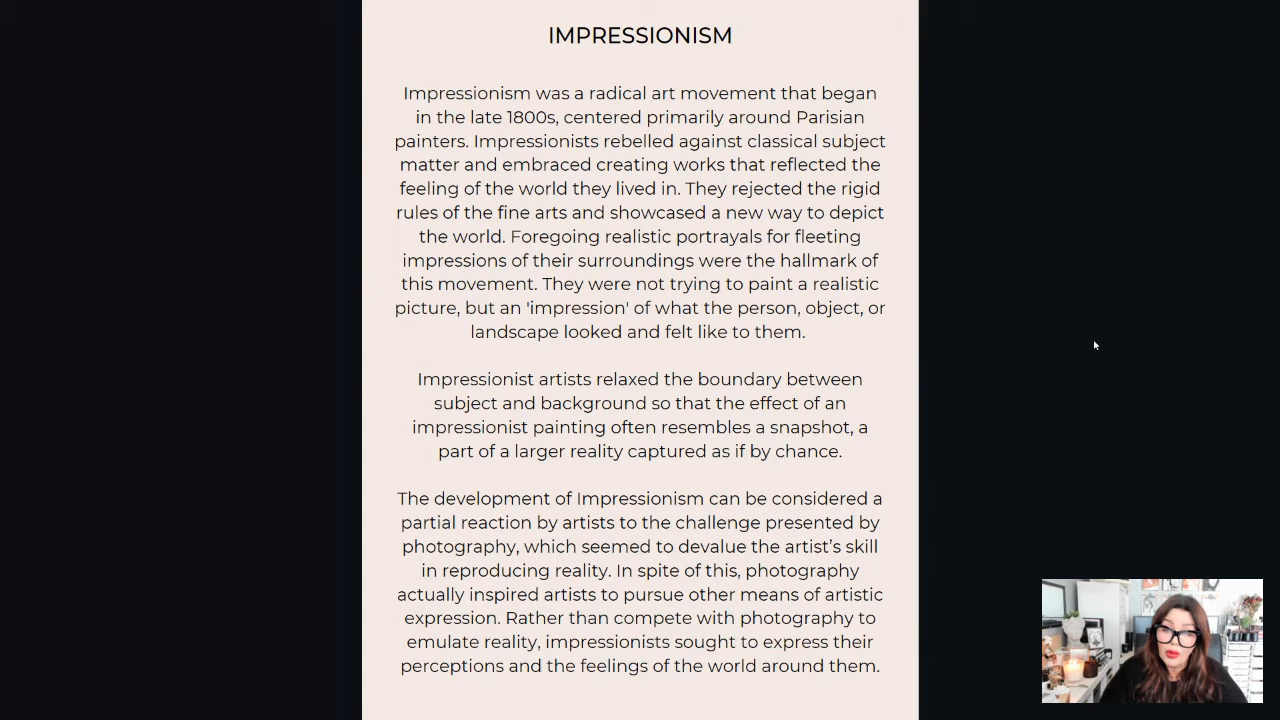 IMPRESSIONISM
Impressionism was a radical art movement that began
in the late 1800s, centered primarily around Parisian
painters. Impressionists rebelled against classical subject
matter and embraced creating works that reflected the
feeling of the world they lived in. They rejected the rigid
rules of the fine arts and showcased a new way to depict
the world. Foregoing realistic portrayals for fleeting
impressions of their surroundings were the hallmark of
this movement. They were not trying to paint a realistic
picture, but an 'impression' of what the person, object, or
landscape looked and felt like to them.
Impressionist artists relaxed the boundary between
subject and background so that the effect of an
impressionist painting often resembles a snapshot, a
part of a larger reality captured as if by chance.
The development of Impressionism can be considered a
partial reaction by artists to the challenge presented by
photography, which seemed to devalue the artist’s skill
in reproducing reality. In spite of this, photography
actually inspired artists to pursue other means of artistic
expression. Rather than compete with photography to
emulate reality, impressionists sought to express their
perceptions and the feelings of the world around them.